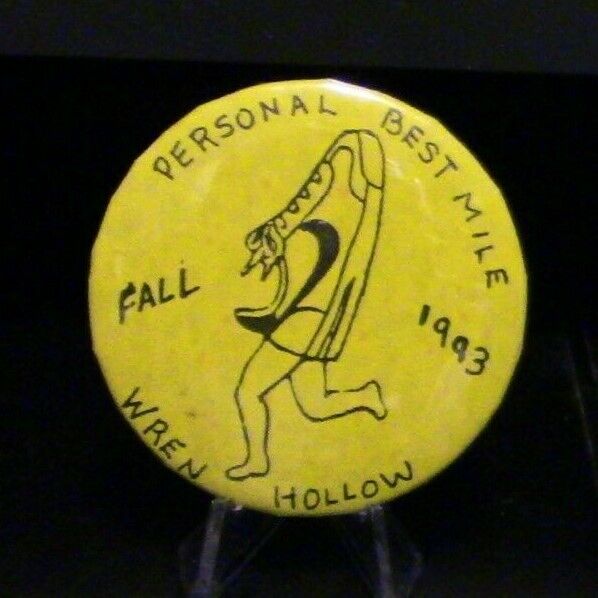 PERSONAL BEST MILE
FALL
1993
WREN HOLLOW